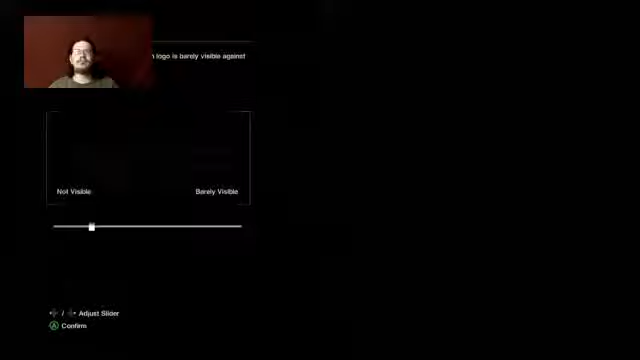 logo is barely visible against
Not Visible
Barely Visible
/ Adjust Slider
A Confirm